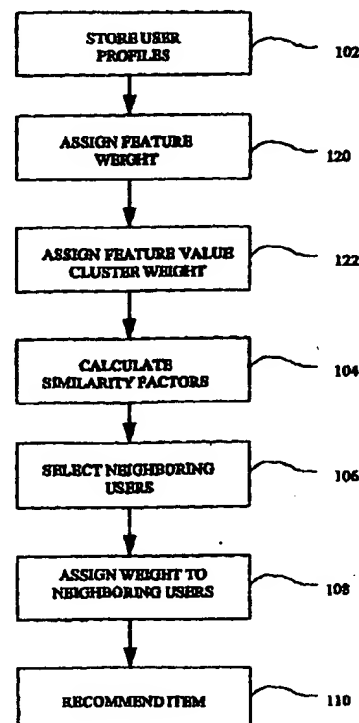 STORE USER
PROFILES
102
ASSIGN FEATURE
WEIGHT
120
ASSIGN FEATURE VALUE
CLUSTER WEIGHT
122
CALCULATE
SIMILARITY FACTORS
104
SELECT NEIGHBORING
USERS
106
ASSIGN WEIGHT TO
NEIGHBORING USERS
108
RECOMMEND ITEM
110